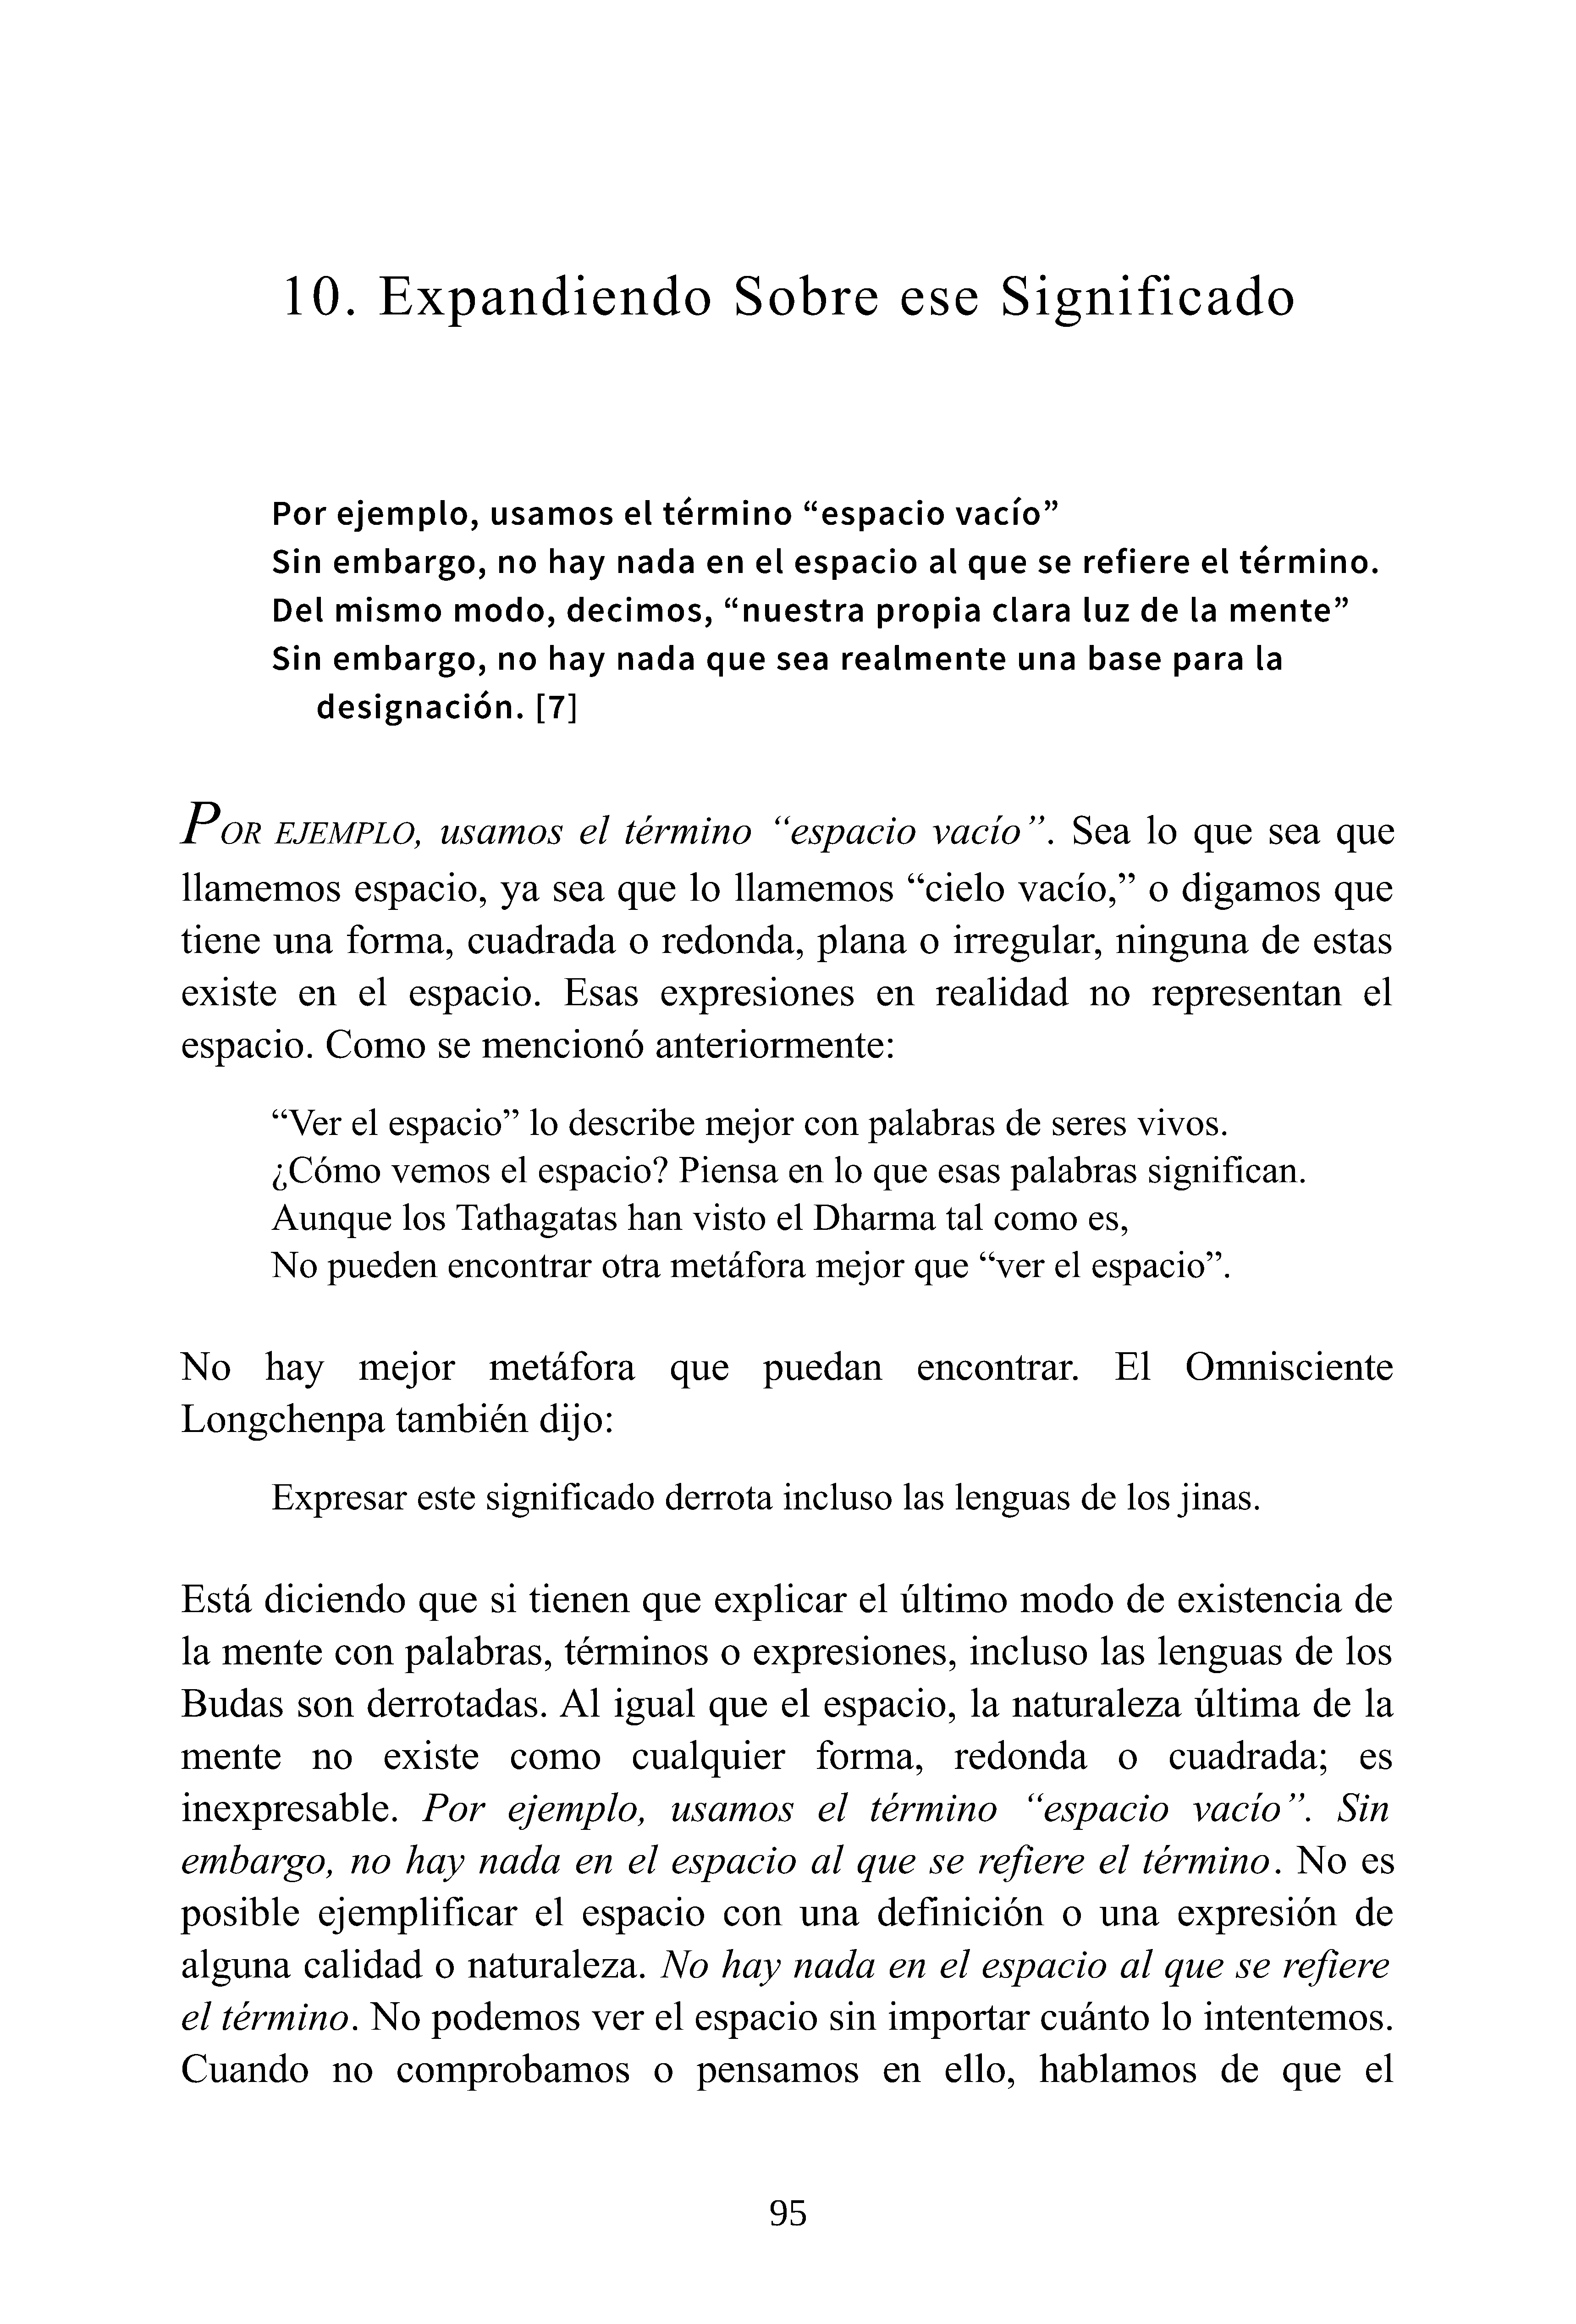 10. Expandiendo Sobre ese Significado
Por ejemplo, usamos el término “espacio vacío”
Sin embargo, no hay nada en el espacio al que se refiere el término.
Del mismo modo, decimos, “nuestra propia clara luz de la mente”
Sin embargo, no hay nada que sea realmente una base para la
designación. [7]
POR EJEMPLO, usamos el término “espacio vacío”. Sea lo que sea que
llamemos espacio, ya sea que lo llamemos “cielo vacío,” o digamos que
tiene una forma, cuadrada o redonda, plana o irregular, ninguna de estas
existe en el espacio. Esas expresiones en realidad no representan el
espacio. Como se mencionó anteriormente:
“Ver el espacio” lo describe mejor con palabras de seres vivos.
¿Cómo vemos el espacio? Piensa en lo que esas palabras significan.
Aunque los Tathagatas han visto el Dharma tal como es,
No pueden encontrar otra metáfora mejor que “ver el espacio”.
No hay mejor metáfora que puedan encontrar. El Omnisciente
Longchenpa también dijo:
Expresar este significado derrota incluso las lenguas de los jinas.
Está diciendo que si tienen que explicar el último modo de existencia de
la mente con palabras, términos o expresiones, incluso las lenguas de los
Budas son derrotadas. Al igual que el espacio, la naturaleza última de la
mente no existe como cualquier forma, redonda o cuadrada; es
inexpresable. Por ejemplo, usamos el término “espacio vacío”. Sin
embargo, no hay nada en el espacio al que se refiere el término. No es
posible ejemplificar el espacio con una definición o una expresión de
alguna calidad o naturaleza. No hay nada en el espacio al que se refiere
el término. No podemos ver el espacio sin importar cuánto lo intentemos.
Cuando no comprobamos o pensamos en ello, hablamos de que el
95